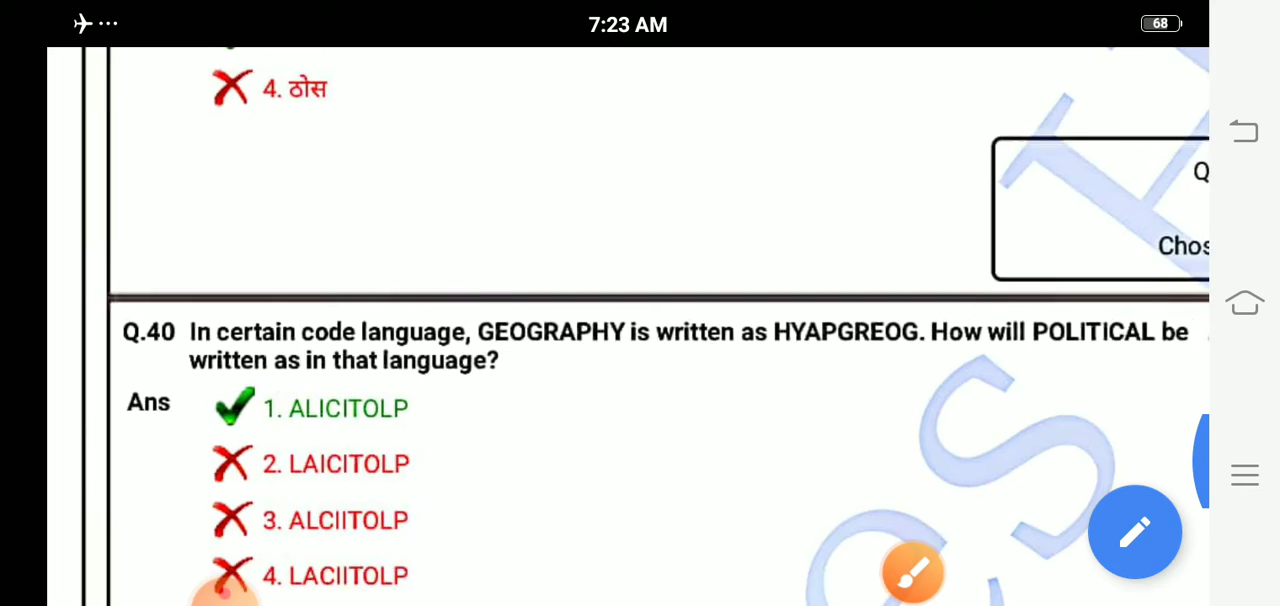 7:23 AM
68
4. ठोस
Q
Chos
Q.40 In certain code language, GEOGRAPHY is written as HYAPGREOG. How will POLITICAL be
written as in that language?
Ans
1. ALICITOLP
2. LAICITOLP
3. ALCIITOLP
4. LACIITOLP